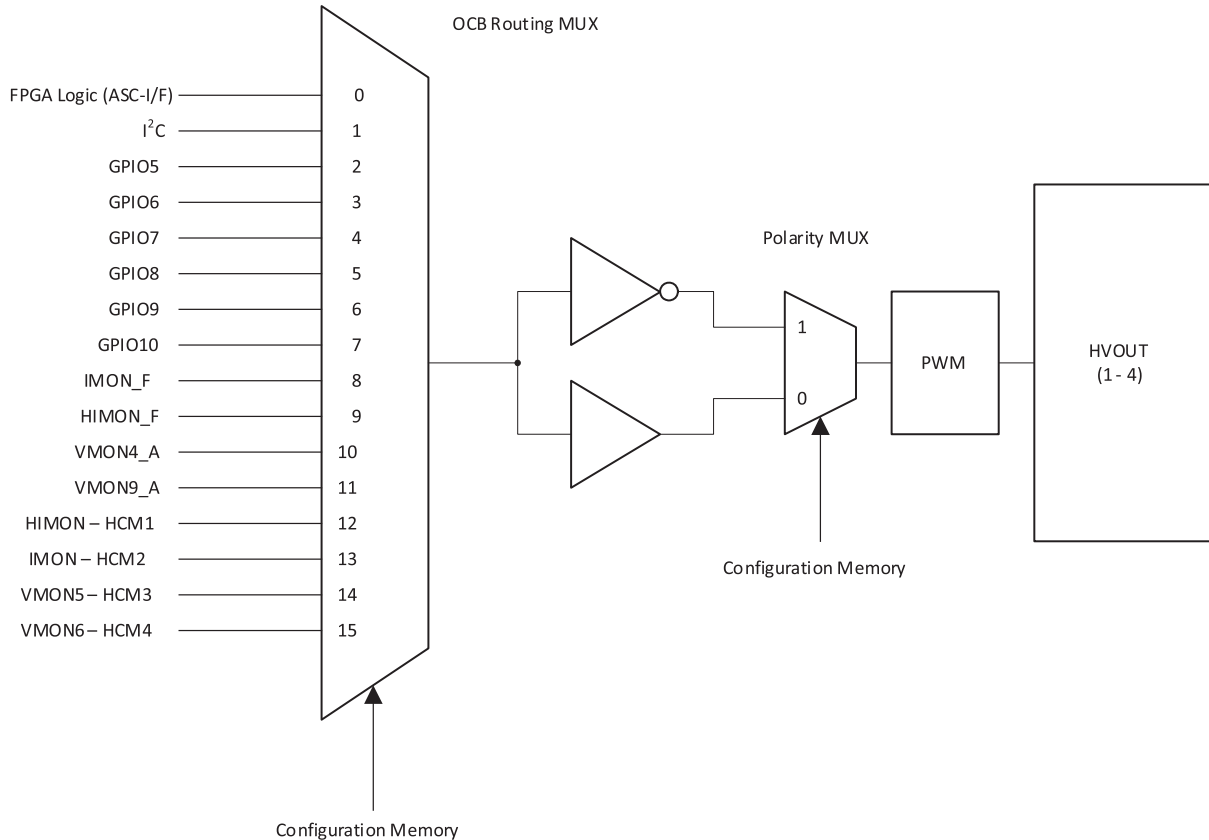 OCB Routing MUX
FPGA Logic (ASC-I/F) 0
I²C 1
GPIO5 2
GPIO6 3
GPIO7 4
GPIO8 5
GPIO9 6
GPIO10 7
IMON_F 8
HIMON_F 9
VMON4_A 10
VMON9_A 11
HIMON – HCM1 12
IMON – HCM2 13
VMON5 – HCM3 14
VMON6 – HCM4 15
Configuration Memory
Polarity MUX
1
0
Configuration Memory
PWM
HVOUT
(1 - 4)